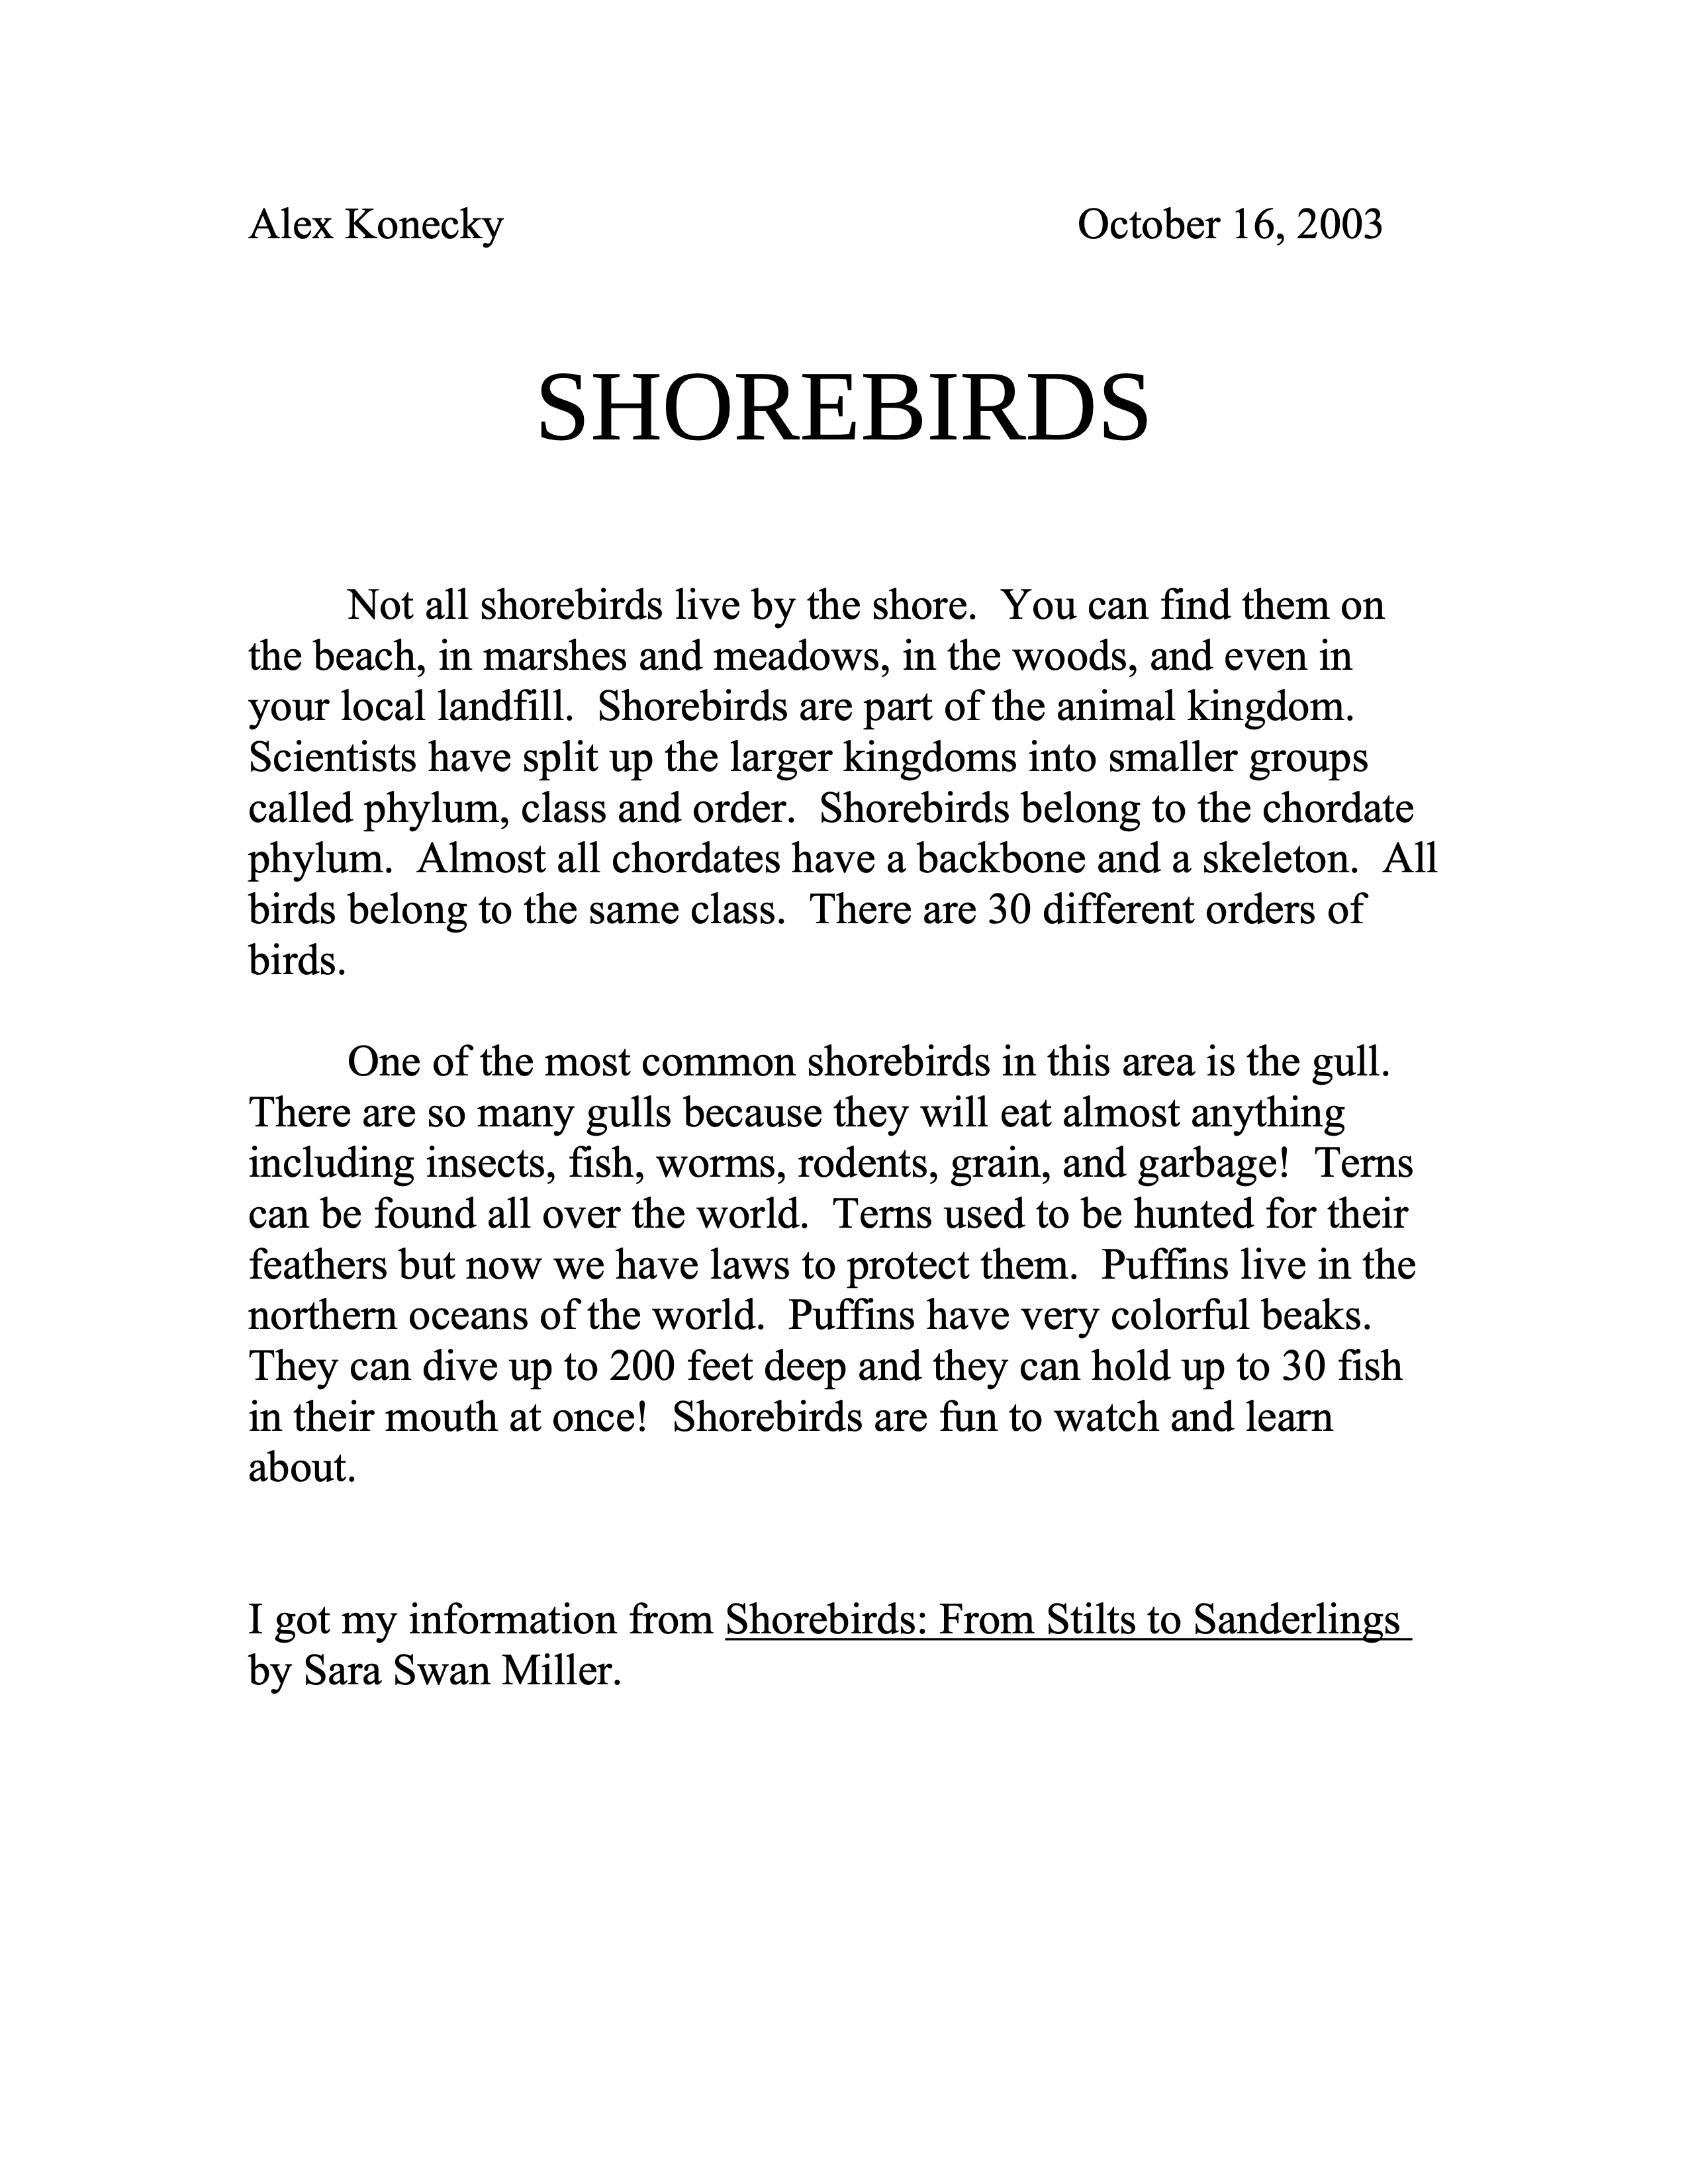 Alex Konecky October 16, 2003
SHOREBIRDS
Not all shorebirds live by the shore.  You can find them on
the beach, in marshes and meadows, in the woods, and even in
your local landfill.  Shorebirds are part of the animal kingdom.
Scientists have split up the larger kingdoms into smaller groups
called phylum, class and order.  Shorebirds belong to the chordate
phylum.  Almost all chordates have a backbone and a skeleton.  All
birds belong to the same class.  There are 30 different orders of
birds.
One of the most common shorebirds in this area is the gull.
There are so many gulls because they will eat almost anything
including insects, fish, worms, rodents, grain, and garbage!  Terns
can be found all over the world.  Terns used to be hunted for their
feathers but now we have laws to protect them.  Puffins live in the
northern oceans of the world.  Puffins have very colorful beaks.
They can dive up to 200 feet deep and they can hold up to 30 fish
in their mouth at once!  Shorebirds are fun to watch and learn
about.
I got my information from Shorebirds: From Stilts to Sanderlings
by Sara Swan Miller.